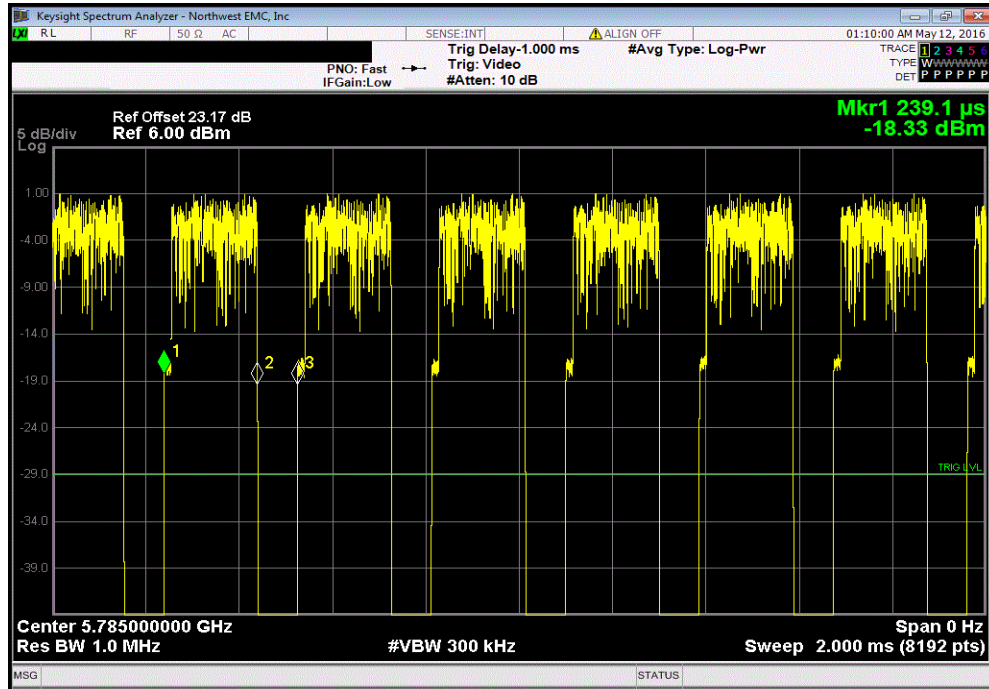 Keysight Spectrum Analyzer - Northwest EMC, Inc
LXI RL RF 50 Ω AC SENSE:INT ALIGN OFF 01:10:00 AM May 12, 2016
Trig Delay-1.000 ms #Avg Type: Log-Pwr TRACE 1 2 3 4 5 6
PNO: Fast Trig: Video TYPE WWWWWW
IFGain:Low #Atten: 10 dB DET P P P P P P
Mkr1 239.1 µs
-18.33 dBm
Ref Offset 23.17 dB
5 dB/div Ref 6.00 dBm
Log
1.00
-4.00
-9.00
-14.0
1
2
3
-19.0
-24.0
-29.0
TRIG LVL
-34.0
-39.0
Center 5.785000000 GHz Span 0 Hz
Res BW 1.0 MHz #VBW 300 kHz Sweep 2.000 ms (8192 pts)
MSG STATUS